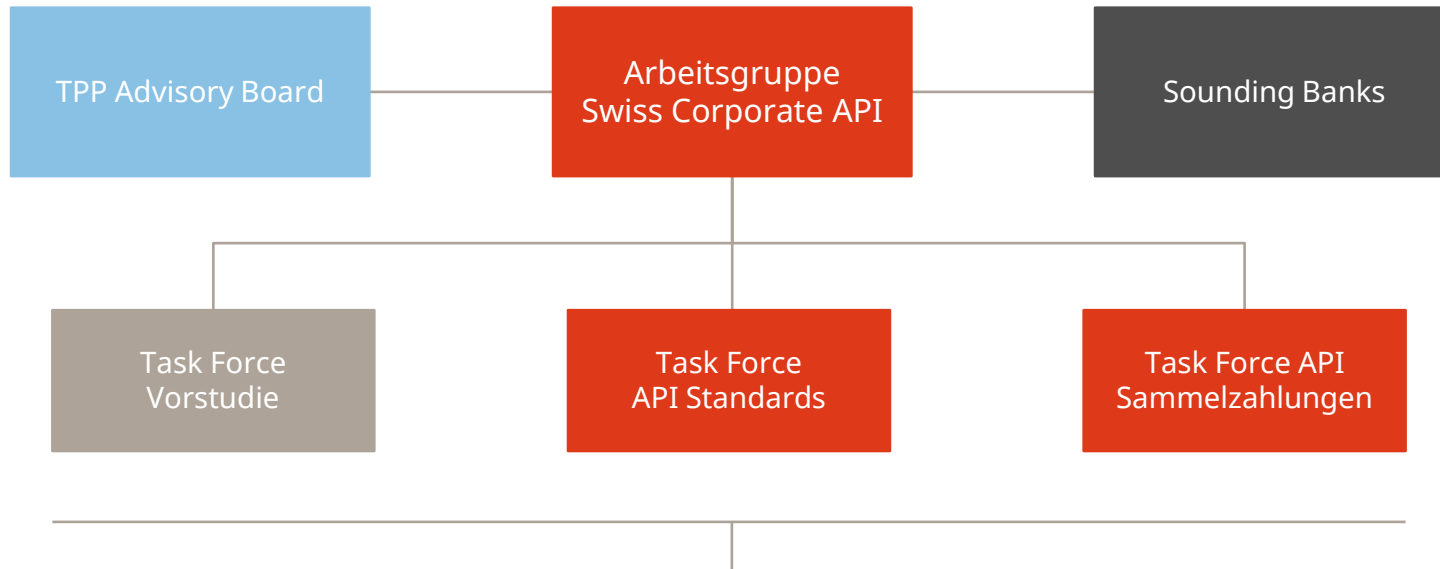 TPP Advisory Board
Arbeitsgruppe
Swiss Corporate API
Sounding Banks
Task Force
Vorstudie
Task Force
API Standards
Task Force API
Sammelzahlungen